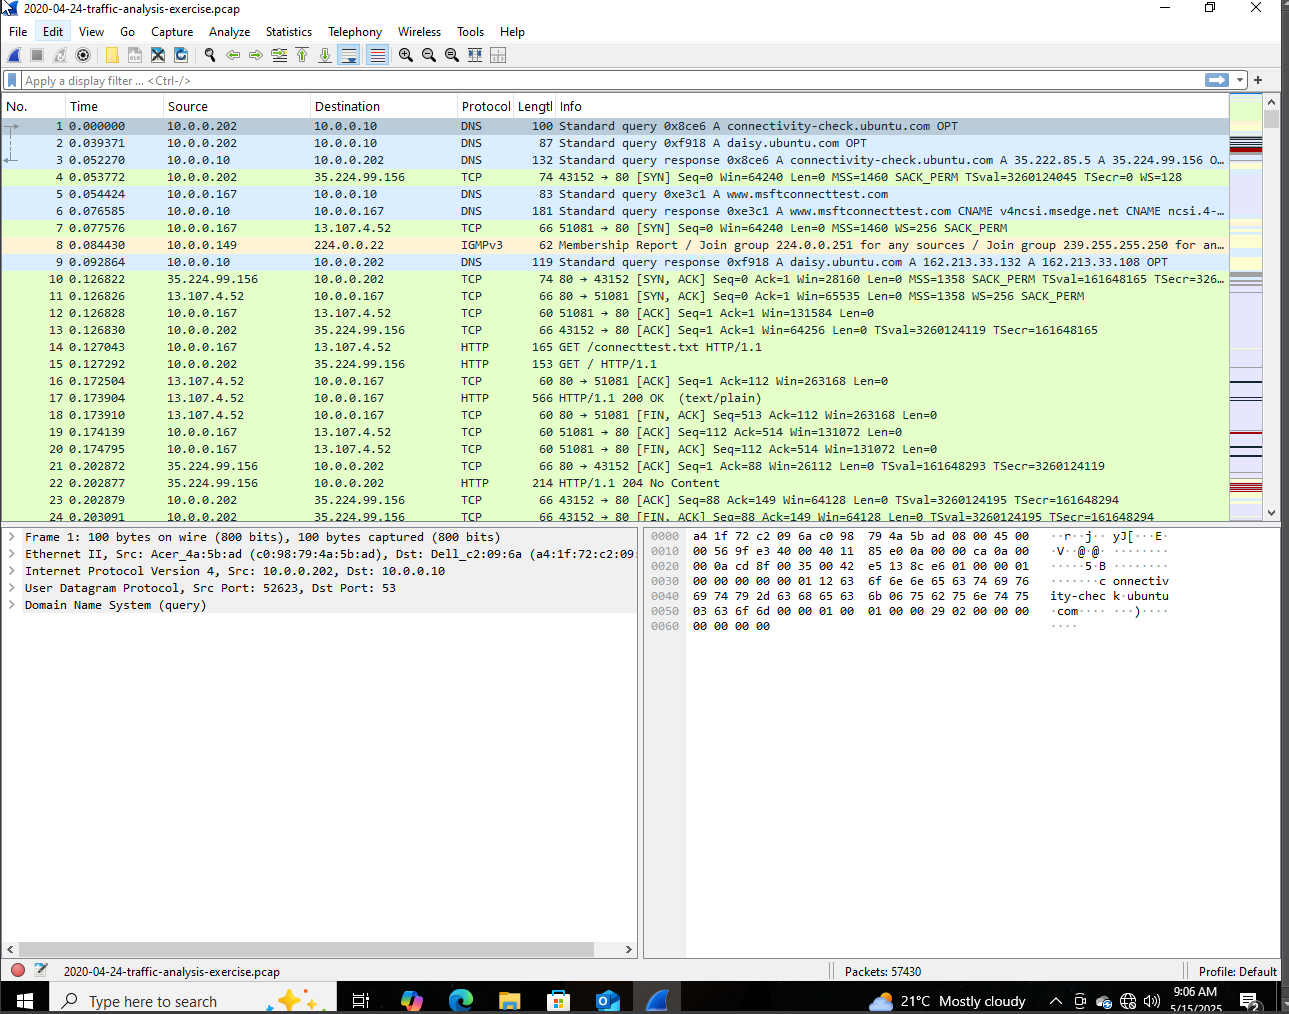 2020-04-24-traffic-analysis-exercise.pcap
File Edit View Go Capture Analyze Statistics Telephony Wireless Tools Help
Apply a display filter ... <Ctrl-/>
No. Time Source Destination Protocol Lengtl Info
1 0.000000 10.0.0.202 10.0.0.10 DNS 100 Standard query 0x8ce6 A connectivity-check.ubuntu.com OPT
2 0.039371 10.0.0.202 10.0.0.10 DNS 87 Standard query 0xf918 A daisy.ubuntu.com OPT
3 0.052270 10.0.0.10 10.0.0.202 DNS 132 Standard query response 0x8ce6 A connectivity-check.ubuntu.com A 35.222.85.5 A 35.224.99.156 O…
4 0.053772 10.0.0.202 35.224.99.156 TCP 74 43152 → 80 [SYN] Seq=0 Win=64240 Len=0 MSS=1460 SACK_PERM TSval=3260124045 TSecr=0 WS=128
5 0.054424 10.0.0.167 10.0.0.10 DNS 83 Standard query 0xe3c1 A www.msftconnecttest.com
6 0.076585 10.0.0.10 10.0.0.167 DNS 181 Standard query response 0xe3c1 A www.msftconnecttest.com CNAME v4ncsi.msedge.net CNAME ncsi.4-…
7 0.077576 10.0.0.167 13.107.4.52 TCP 66 51081 → 80 [SYN] Seq=0 Win=64240 Len=0 MSS=1460 WS=256 SACK_PERM
8 0.084430 10.0.0.149 224.0.0.22 IGMPv3 62 Membership Report / Join group 224.0.0.251 for any sources / Join group 239.255.255.250 for an…
9 0.092864 10.0.0.10 10.0.0.202 DNS 119 Standard query response 0xf918 A daisy.ubuntu.com A 162.213.33.132 A 162.213.33.108 OPT
10 0.126822 35.224.99.156 10.0.0.202 TCP 74 80 → 43152 [SYN, ACK] Seq=0 Ack=1 Win=28160 Len=0 MSS=1358 SACK_PERM TSval=161648165 TSecr=326…
11 0.126826 13.107.4.52 10.0.0.167 TCP 66 80 → 51081 [SYN, ACK] Seq=0 Ack=1 Win=65535 Len=0 MSS=1358 WS=256 SACK_PERM
12 0.126828 10.0.0.167 13.107.4.52 TCP 60 51081 → 80 [ACK] Seq=1 Ack=1 Win=131584 Len=0
13 0.126830 10.0.0.202 35.224.99.156 TCP 66 43152 → 80 [ACK] Seq=1 Ack=1 Win=64256 Len=0 TSval=3260124119 TSecr=161648165
14 0.127043 10.0.0.167 13.107.4.52 HTTP 165 GET /connecttest.txt HTTP/1.1
15 0.127292 10.0.0.202 35.224.99.156 HTTP 153 GET / HTTP/1.1
16 0.172504 13.107.4.52 10.0.0.167 TCP 60 80 → 51081 [ACK] Seq=1 Ack=112 Win=263168 Len=0
17 0.173904 13.107.4.52 10.0.0.167 HTTP 566 HTTP/1.1 200 OK (text/plain)
18 0.173910 13.107.4.52 10.0.0.167 TCP 60 80 → 51081 [FIN, ACK] Seq=513 Ack=112 Win=263168 Len=0
19 0.174139 10.0.0.167 13.107.4.52 TCP 60 51081 → 80 [ACK] Seq=112 Ack=514 Win=131072 Len=0
20 0.174795 10.0.0.167 13.107.4.52 TCP 60 51081 → 80 [FIN, ACK] Seq=112 Ack=514 Win=131072 Len=0
21 0.202872 35.224.99.156 10.0.0.202 TCP 66 80 → 43152 [ACK] Seq=1 Ack=88 Win=26112 Len=0 TSval=161648293 TSecr=3260124119
22 0.202877 35.224.99.156 10.0.0.202 HTTP 214 HTTP/1.1 204 No Content
23 0.202879 10.0.0.202 35.224.99.156 TCP 66 43152 → 80 [ACK] Seq=88 Ack=149 Win=64128 Len=0 TSval=3260124195 TSecr=161648294
24 0.203091 10.0.0.202 35.224.99.156 TCP 66 43152 → 80 [FIN, ACK] Seq=88 Ack=149 Win=64128 Len=0 TSval=3260124195 TSecr=161648294
Frame 1: 100 bytes on wire (800 bits), 100 bytes captured (800 bits)
Ethernet II, Src: Acer_4a:5b:ad (c0:98:79:4a:5b:ad), Dst: Dell_c2:09:6a (a4:1f:72:c2:09:
Internet Protocol Version 4, Src: 10.0.0.202, Dst: 10.0.0.10
User Datagram Protocol, Src Port: 52623, Dst Port: 53
Domain Name System (query)
0000 a4 1f 72 c2 09 6a c0 98 79 4a 5b ad 08 00 45 00 ··r··j·· yJ[···E·
0010 00 56 9f e3 40 00 40 11 85 e0 0a 00 00 ca 0a 00 ·V··@·@· ········
0020 00 0a cd 8f 00 35 00 42 e5 13 8c e6 01 00 00 01 ·····5·B ········
0030 00 00 00 00 00 01 12 63 6f 6e 6e 65 63 74 69 76 ·······c onnectiv
0040 69 74 79 2d 63 68 65 63 6b 06 75 62 75 6e 74 75 ity-chec k·ubuntu
0050 03 63 6f 6d 00 00 01 00 01 00 00 29 02 00 00 00 ·com···· ···)····
0060 00 00 00 00 ····
2020-04-24-traffic-analysis-exercise.pcap
Packets: 57430
Profile: Default
Type here to search
21°C Mostly cloudy
9:06 AM
5/15/2025
2